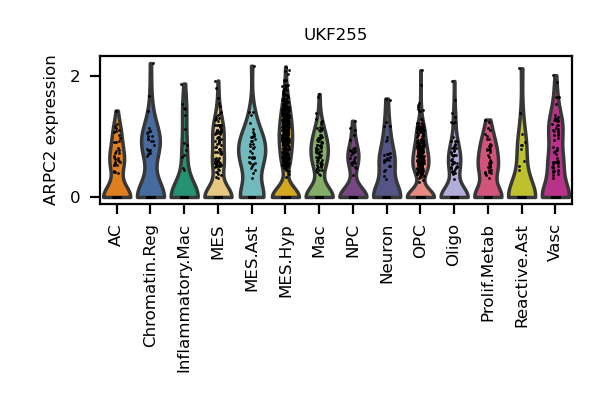 UKF255
ARPC2 expression
2
0
AC
Chromatin.Reg
Inflammatory.Mac
MES
MES.Ast
MES.Hyp
Mac
NPC
Neuron
OPC
Oligo
Prolif.Metab
Reactive.Ast
Vasc